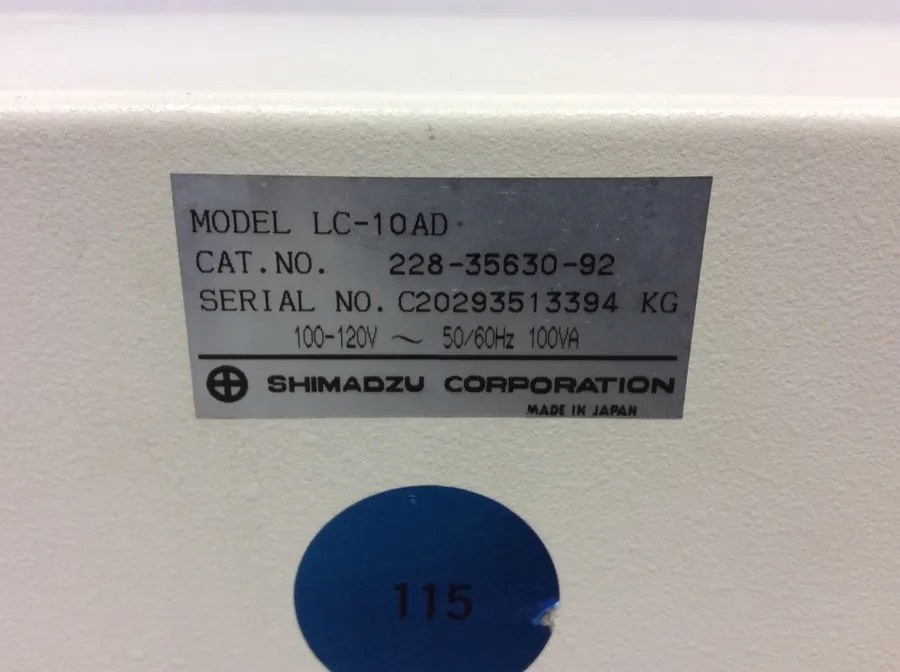 MODEL LC-10AD
CAT.NO. 228-35630-92
SERIAL NO. C20293513394 KG
100-120V ~ 50/60Hz 100VA
SHIMADZU CORPORATION
MADE IN JAPAN
115